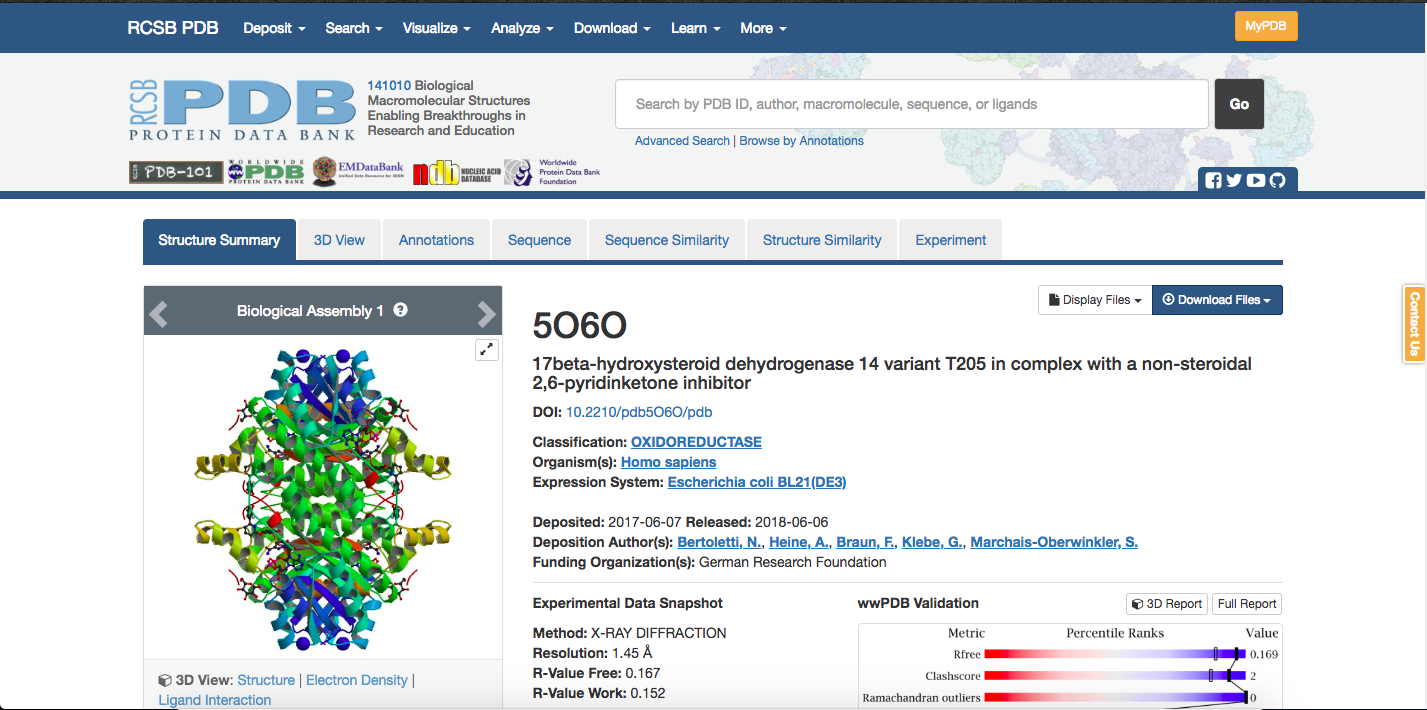 RCSB PDB Deposit Search Visualize Analyze Download Learn More MyPDB
RCSB PDB
PROTEIN DATA BANK
141010 Biological
Macromolecular Structures
Enabling Breakthroughs in
Research and Education
Search by PDB ID, author, macromolecule, sequence, or ligands Go
Advanced Search | Browse by Annotations
RCSB PDB-101
WORLDWIDE PDB PROTEIN DATA BANK
EMDataBank
Unified Data Resource for 3DEM
ndb NUCLEIC ACID DATABASE
Worldwide
Protein Data Bank
Foundation
Structure Summary 3D View Annotations Sequence Sequence Similarity Structure Similarity Experiment
Contact Us
Biological Assembly 1 ?
3D View: Structure | Electron Density |
Ligand Interaction
Display Files Download Files
5O6O
17beta-hydroxysteroid dehydrogenase 14 variant T205 in complex with a non-steroidal
2,6-pyridinketone inhibitor
DOI: 10.2210/pdb5O6O/pdb
Classification: OXIDOREDUCTASE
Organism(s): Homo sapiens
Expression System: Escherichia coli BL21(DE3)
Deposited: 2017-06-07 Released: 2018-06-06
Deposition Author(s): Bertoletti, N., Heine, A., Braun, F., Klebe, G., Marchais-Oberwinkler, S.
Funding Organization(s): German Research Foundation
Experimental Data Snapshot
Method: X-RAY DIFFRACTION
Resolution: 1.45 Å
R-Value Free: 0.167
R-Value Work: 0.152
wwPDB Validation 3D Report Full Report
Metric Percentile Ranks Value
Rfree 0.169
Clashscore 2
Ramachandran outliers 0